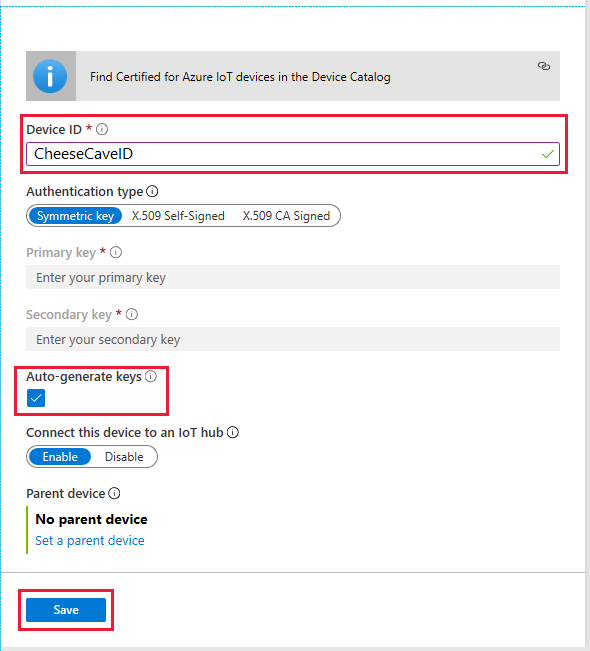 Find Certified for Azure IoT devices in the Device Catalog
Device ID *
CheeseCaveID
Authentication type
Symmetric key X.509 Self-Signed X.509 CA Signed
Primary key *
Enter your primary key
Secondary key *
Enter your secondary key
Auto-generate keys
Connect this device to an IoT hub
Enable Disable
Parent device
No parent device
Set a parent device
Save